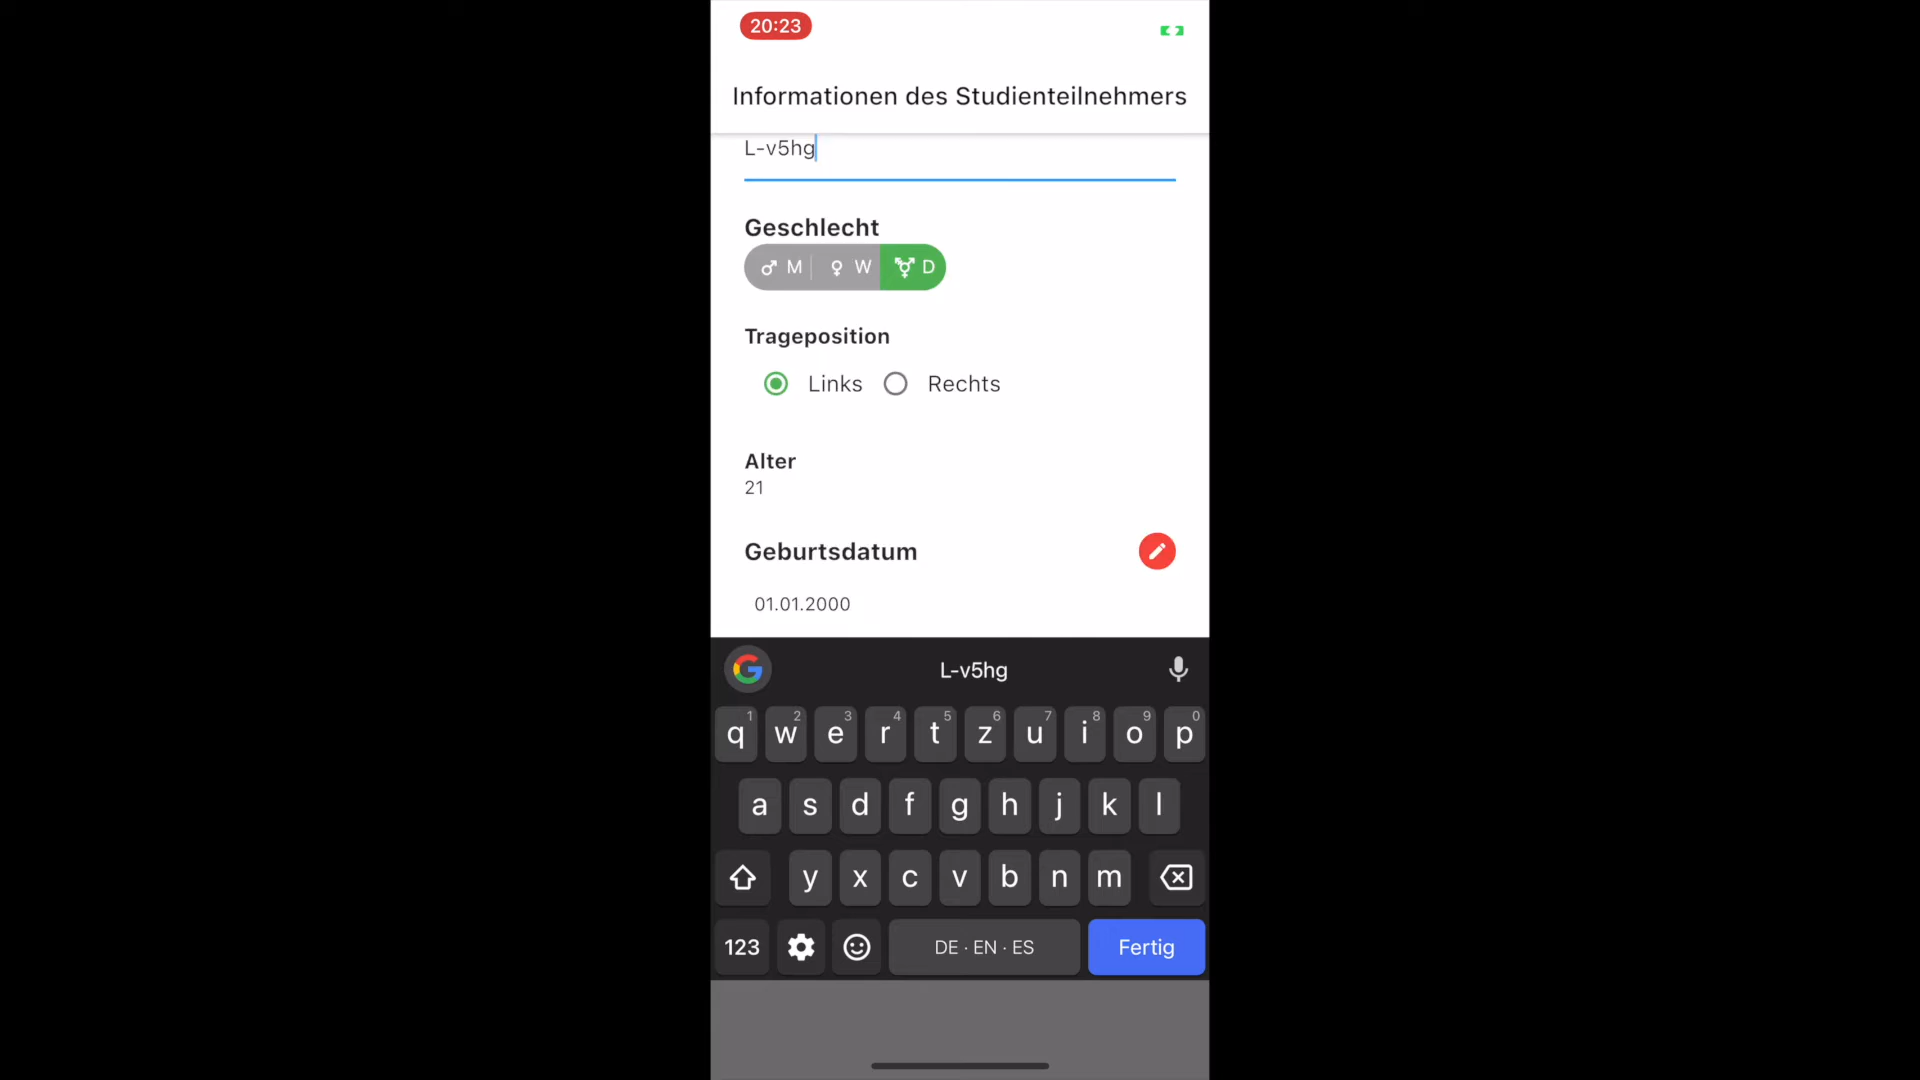 20:23
Informationen des Studienteilnehmers
L-v5hg
Geschlecht
M W D
Trageposition
Links Rechts
Alter
21
Geburtsdatum
01.01.2000
L-v5hg
1 2 3 4 5 6 7 8 9 0
q w e r t z u i o p
a s d f g h j k l
y x c v b n m
123 DE · EN · ES Fertig